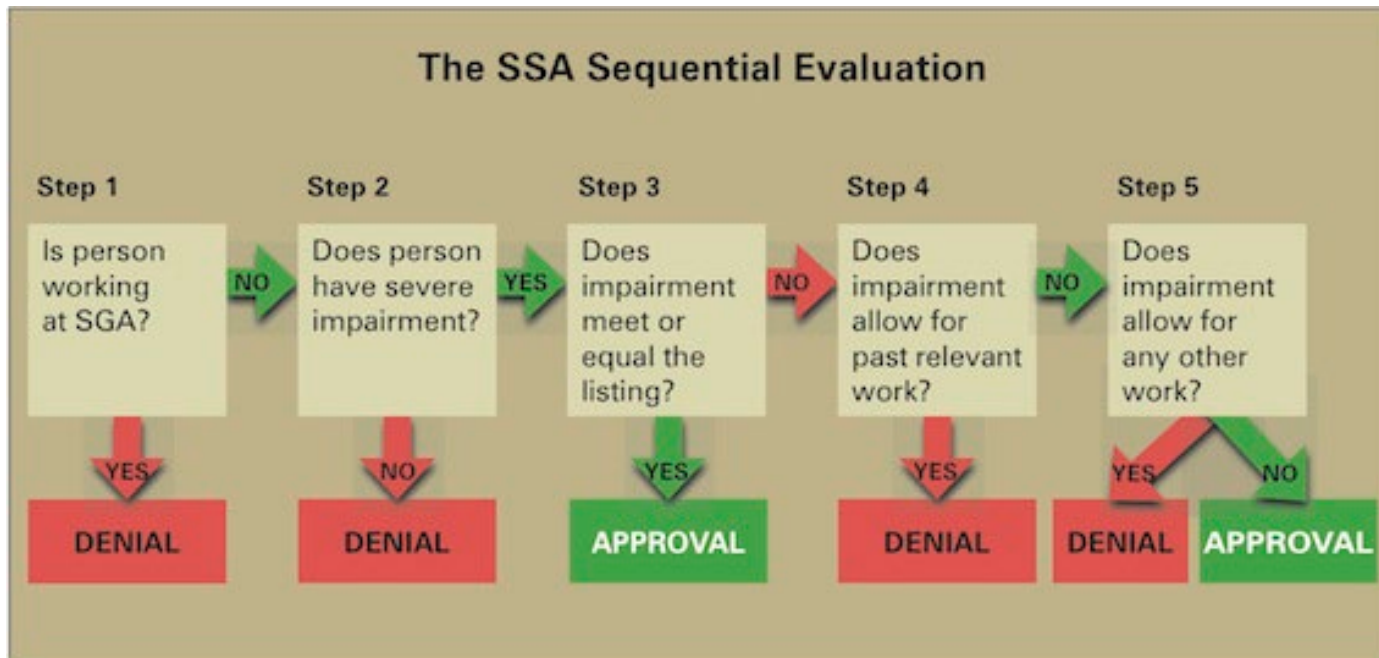 The SSA Sequential Evaluation
Step 1
Is person
working
at SGA?
NO
YES
DENIAL
Step 2
Does person
have severe
impairment?
YES
NO
DENIAL
Step 3
Does
impairment
meet or
equal the
listing?
NO
YES
APPROVAL
Step 4
Does
impairment
allow for
past relevant
work?
NO
YES
DENIAL
Step 5
Does
impairment
allow for
any other
work?
YES
NO
DENIAL
APPROVAL